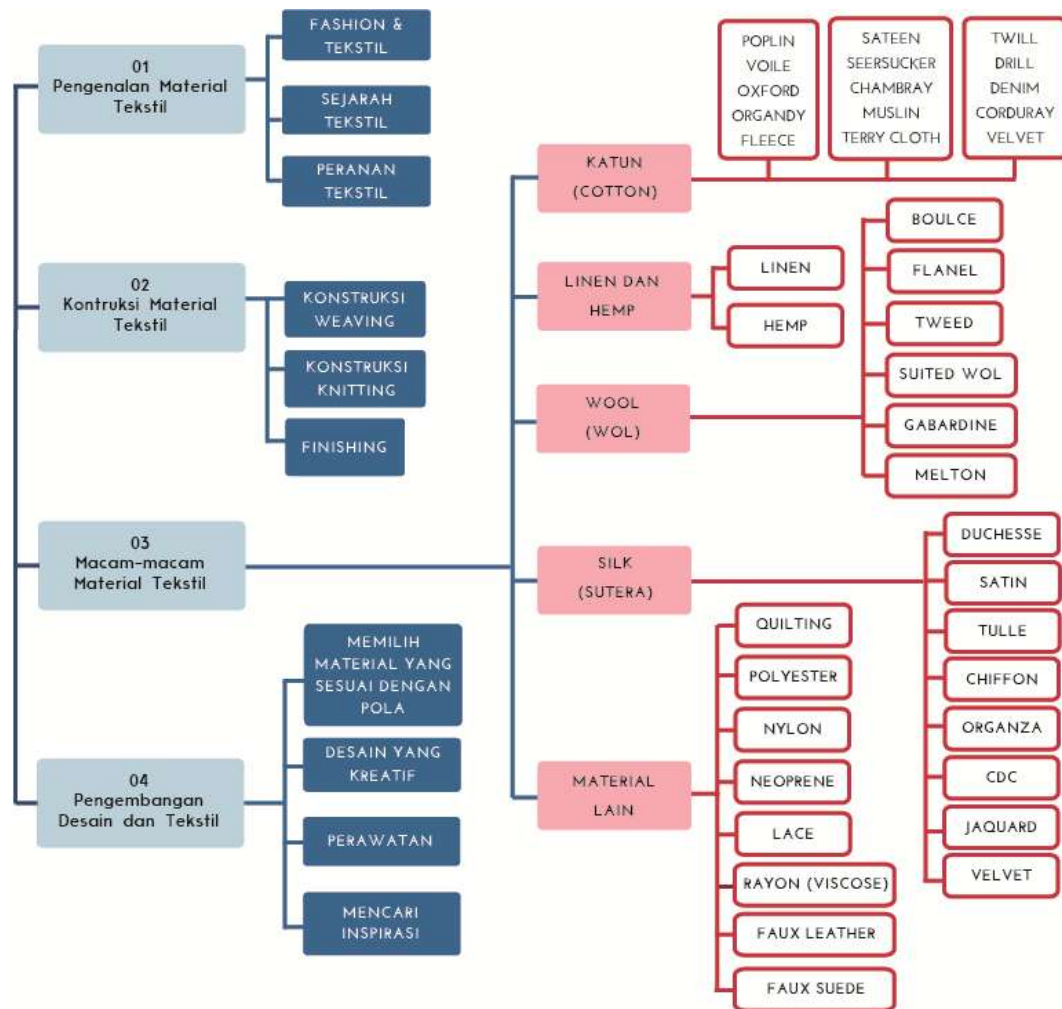 01
Pengenalan Material
Tekstil
FASHION &
TEKSTIL
SEJARAH
TEKSTIL
PERANAN
TEKSTIL
02
Kontruksi Material
Tekstil
KONSTRUKSI
WEAVING
KONSTRUKSI
KNITTING
FINISHING
03
Macam-macam
Material Tekstil
KATUN
(COTTON)
POPLIN
VOILE
OXFORD
ORGANDY
FLEECE
SATEEN
SEERSUCKER
CHAMBRAY
MUSLIN
TERRY CLOTH
TWILL
DRILL
DENIM
CORDURAY
VELVET
LINEN DAN
HEMP
LINEN
HEMP
WOOL
(WOL)
BOULCE
FLANEL
TWEED
SUITED WOL
GABARDINE
MELTON
SILK
(SUTERA)
DUCHESSE
SATIN
TULLE
CHIFFON
ORGANZA
CDC
JAQUARD
VELVET
MATERIAL
LAIN
QUILTING
POLYESTER
NYLON
NEOPRENE
LACE
RAYON (VISCOSE)
FAUX LEATHER
FAUX SUEDE
04
Pengembangan
Desain dan Tekstil
MEMILIH
MATERIAL YANG
SESUAI DENGAN
POLA
DESAIN YANG
KREATIF
PERAWATAN
MENCARI
INSPIRASI